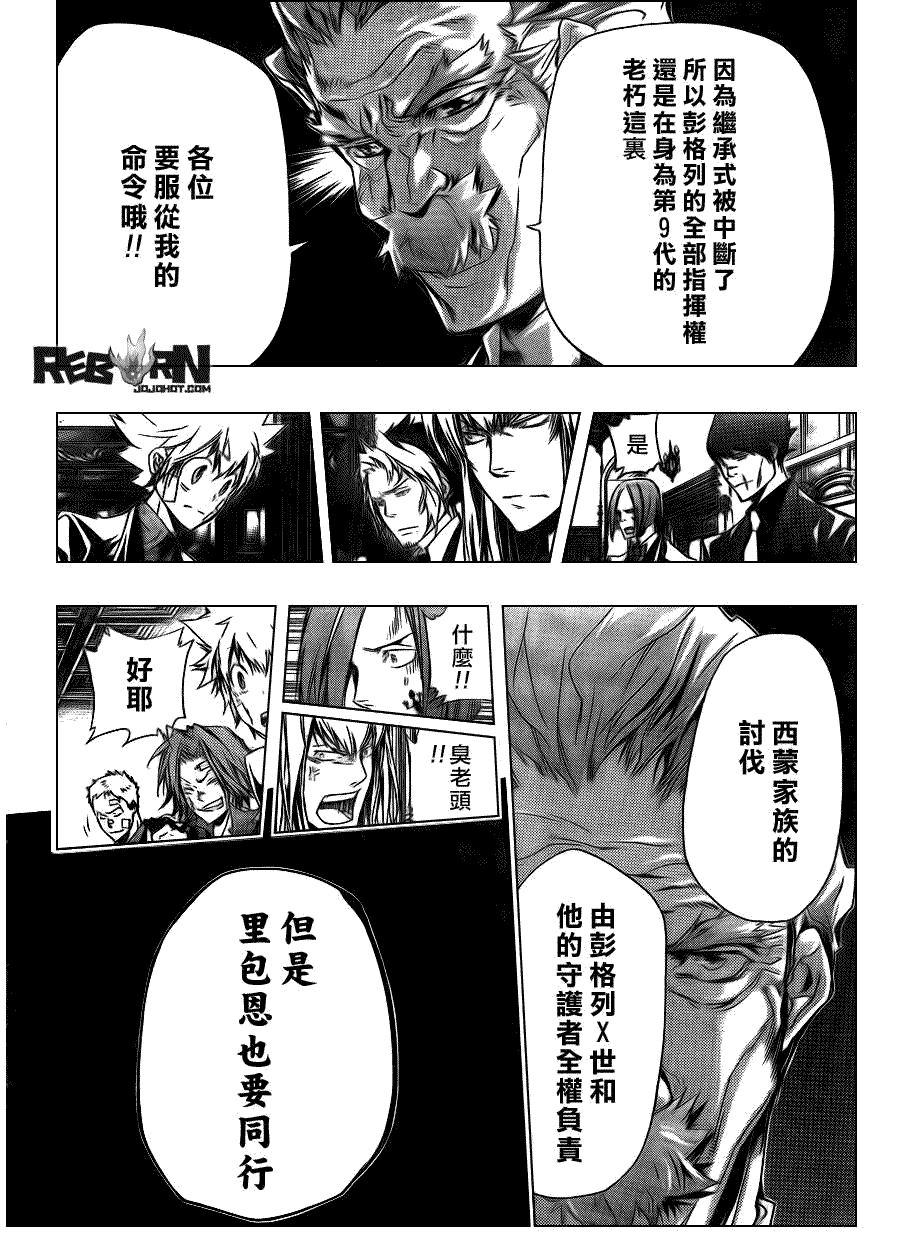 因為繼承式被中斷了
所以彭格列的全部指揮權
還是在身為第9代的
老朽這裏
各位
要服從我的
命令哦!!
REBORN
JOJOHOT.COM
是
西蒙家族的
討伐
由彭格列X世和
他的守護者全權負責
什麼!!
臭老頭
!!
好耶
但是
里包恩也要同行